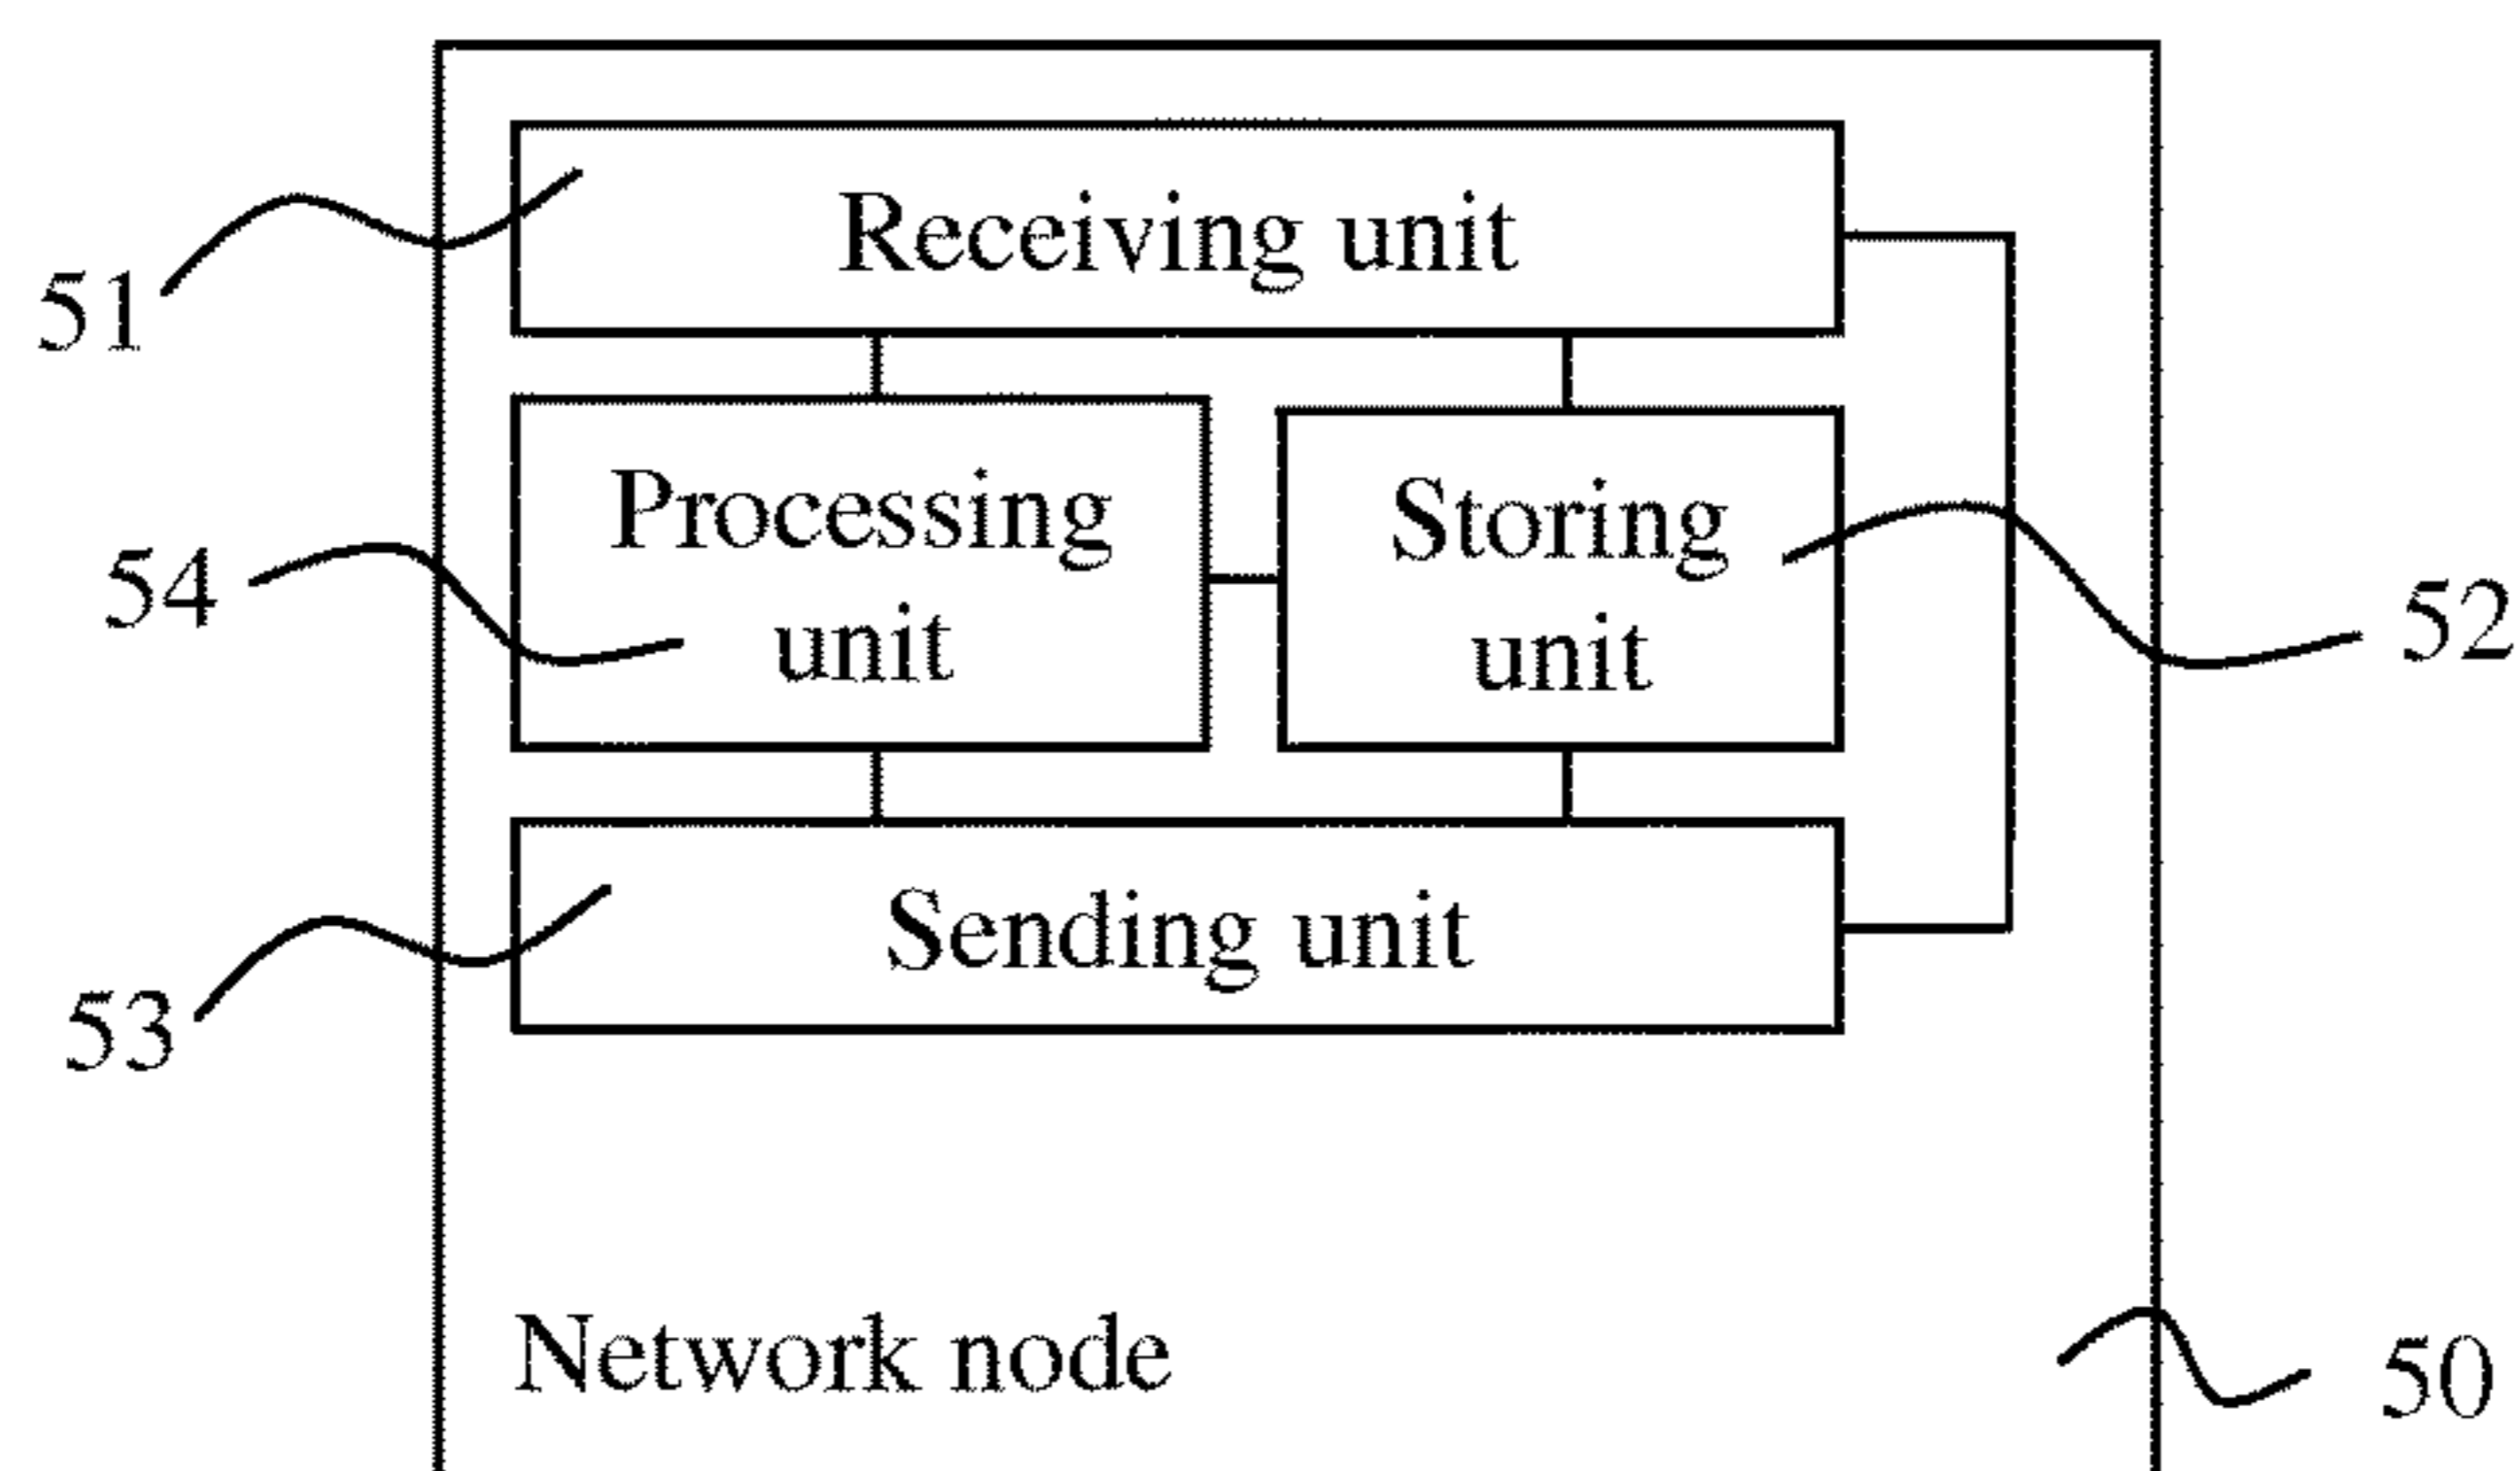 Receiving unit
51
Processing
unit
Storing
unit
54
52
Sending unit
53
Network node
50